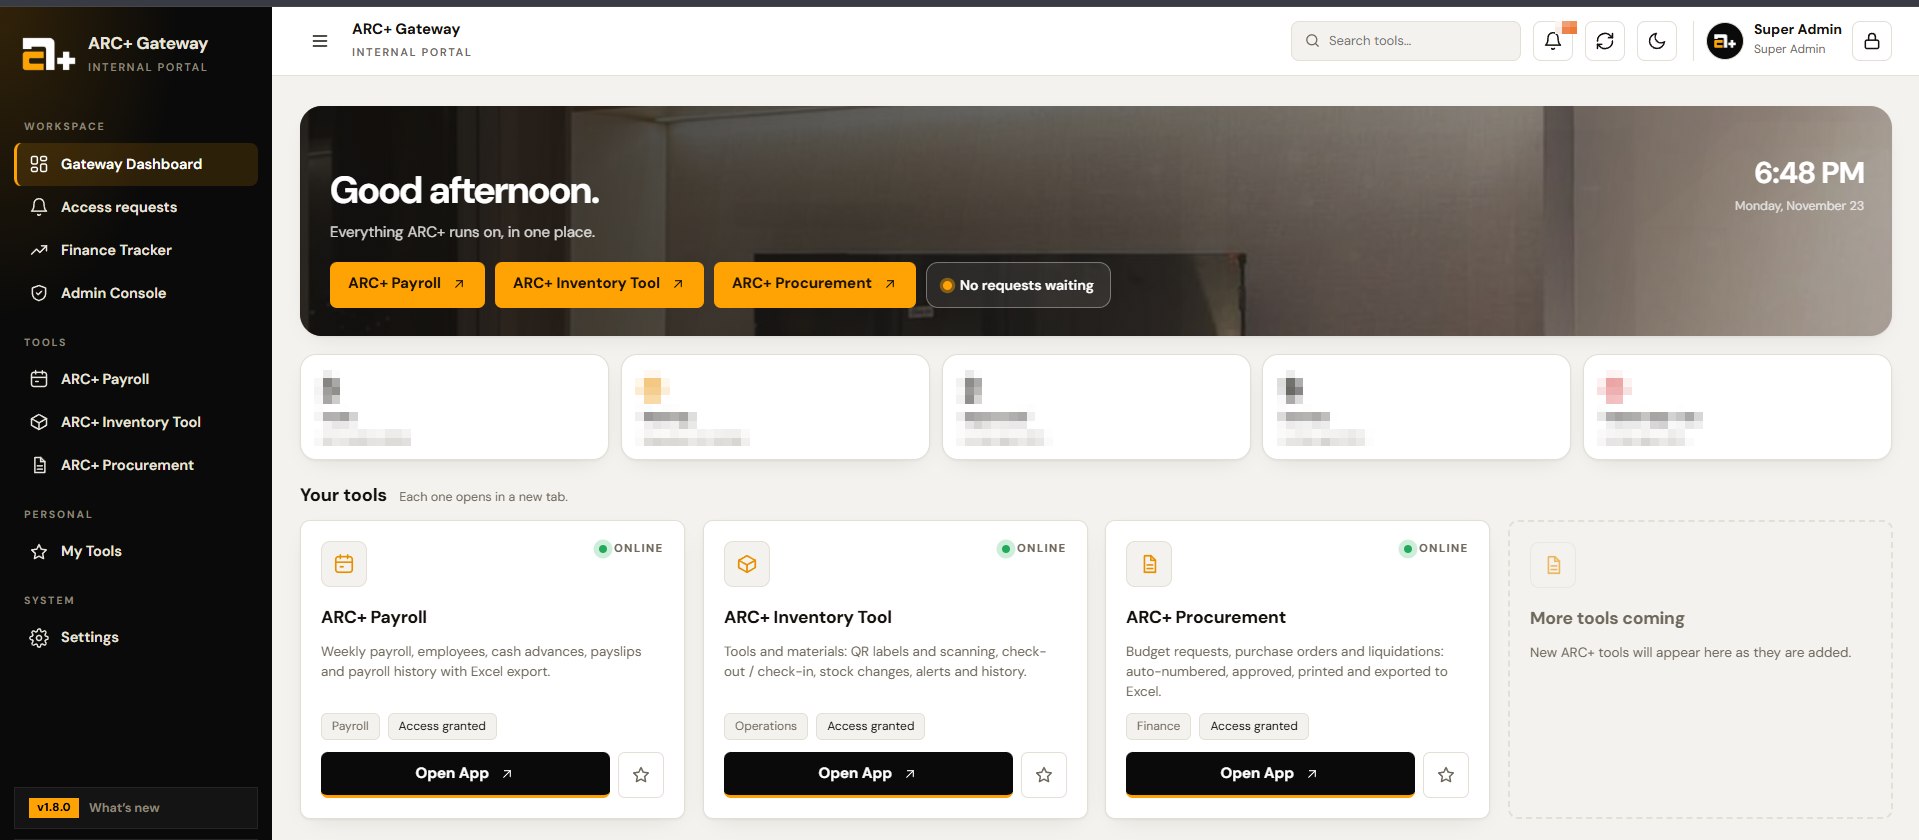 ARC+ Gateway
INTERNAL PORTAL
WORKSPACE
Gateway Dashboard
Access requests
Finance Tracker
Admin Console
TOOLS
ARC+ Payroll
ARC+ Inventory Tool
ARC+ Procurement
PERSONAL
My Tools
SYSTEM
Settings
v1.8.0 What's new
ARC+ Gateway
INTERNAL PORTAL
Search tools...
a+ Super Admin
Super Admin
Good afternoon.
Everything ARC+ runs on, in one place.
ARC+ Payroll
ARC+ Inventory Tool
ARC+ Procurement
No requests waiting
6:48 PM
Monday, November 23
Your tools Each one opens in a new tab.
ONLINE
ARC+ Payroll
Weekly payroll, employees, cash advances, payslips
and payroll history with Excel export.
Payroll Access granted
Open App
ONLINE
ARC+ Inventory Tool
Tools and materials: QR labels and scanning, check-
out / check-in, stock changes, alerts and history.
Operations Access granted
Open App
ONLINE
ARC+ Procurement
Budget requests, purchase orders and liquidations:
auto-numbered, approved, printed and exported to
Excel.
Finance Access granted
Open App
More tools coming
New ARC+ tools will appear here as they are added.